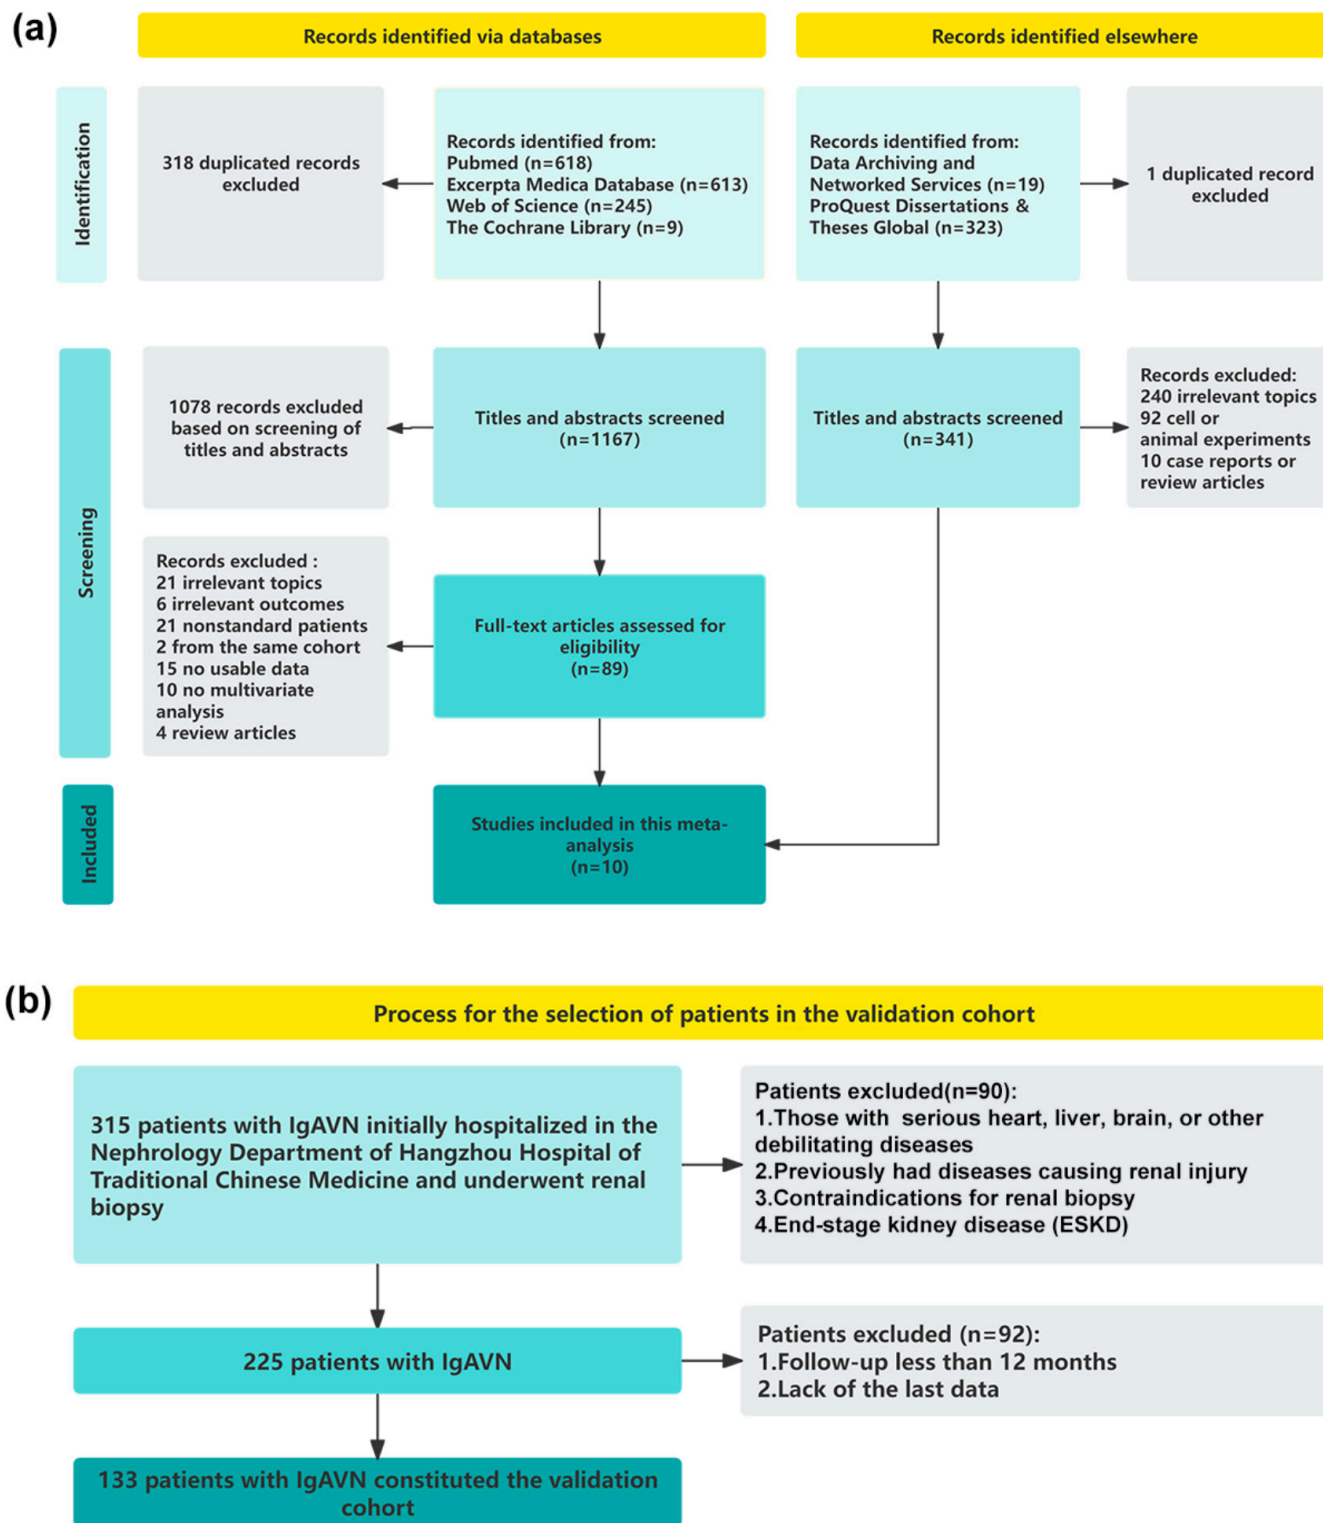 (a)
Records identified via databases
Records identified elsewhere
Identification
318 duplicated records
excluded
Records identified from:
Pubmed (n=618)
Excerpta Medica Database (n=613)
Web of Science (n=245)
The Cochrane Library (n=9)
Records identified from:
Data Archiving and
Networked Services (n=19)
ProQuest Dissertations &
Theses Global (n=323)
1 duplicated record
excluded
Screening
1078 records excluded
based on screening of
titles and abstracts
Titles and abstracts screened
(n=1167)
Titles and abstracts screened
(n=341)
Records excluded:
240 irrelevant topics
92 cell or
animal experiments
10 case reports or
review articles
Records excluded :
21 irrelevant topics
6 irrelevant outcomes
21 nonstandard patients
2 from the same cohort
15 no usable data
10 no multivariate
analysis
4 review articles
Full-text articles assessed for
eligibility
(n=89)
Included
Studies included in this meta-
analysis
(n=10)
(b)
Process for the selection of patients in the validation cohort
315 patients with IgAVN initially hospitalized in the
Nephrology Department of Hangzhou Hospital of
Traditional Chinese Medicine and underwent renal
biopsy
Patients excluded(n=90):
1.Those with serious heart, liver, brain, or other
debilitating diseases
2.Previously had diseases causing renal injury
3.Contraindications for renal biopsy
4.End-stage kidney disease (ESKD)
225 patients with IgAVN
Patients excluded (n=92):
1.Follow-up less than 12 months
2.Lack of the last data
133 patients with IgAVN constituted the validation
cohort